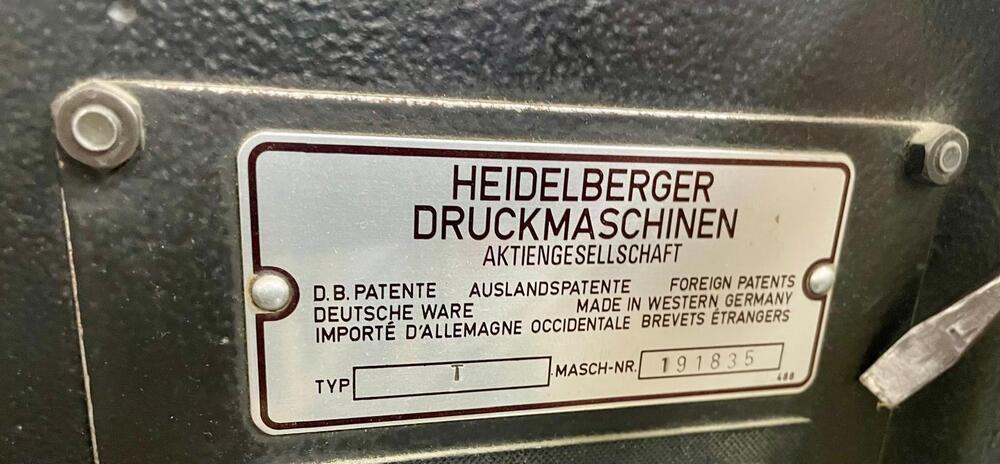 HEIDELBERGER
DRUCKMASCHINEN
AKTIENGESELLSCHAFT
D.B. PATENTE AUSLANDSPATENTE FOREIGN PATENTS
DEUTSCHE WARE MADE IN WESTERN GERMANY
IMPORTÉ D'ALLEMAGNE OCCIDENTALE BREVETS ÉTRANGERS
TYP T MASCH-NR. 191835
488